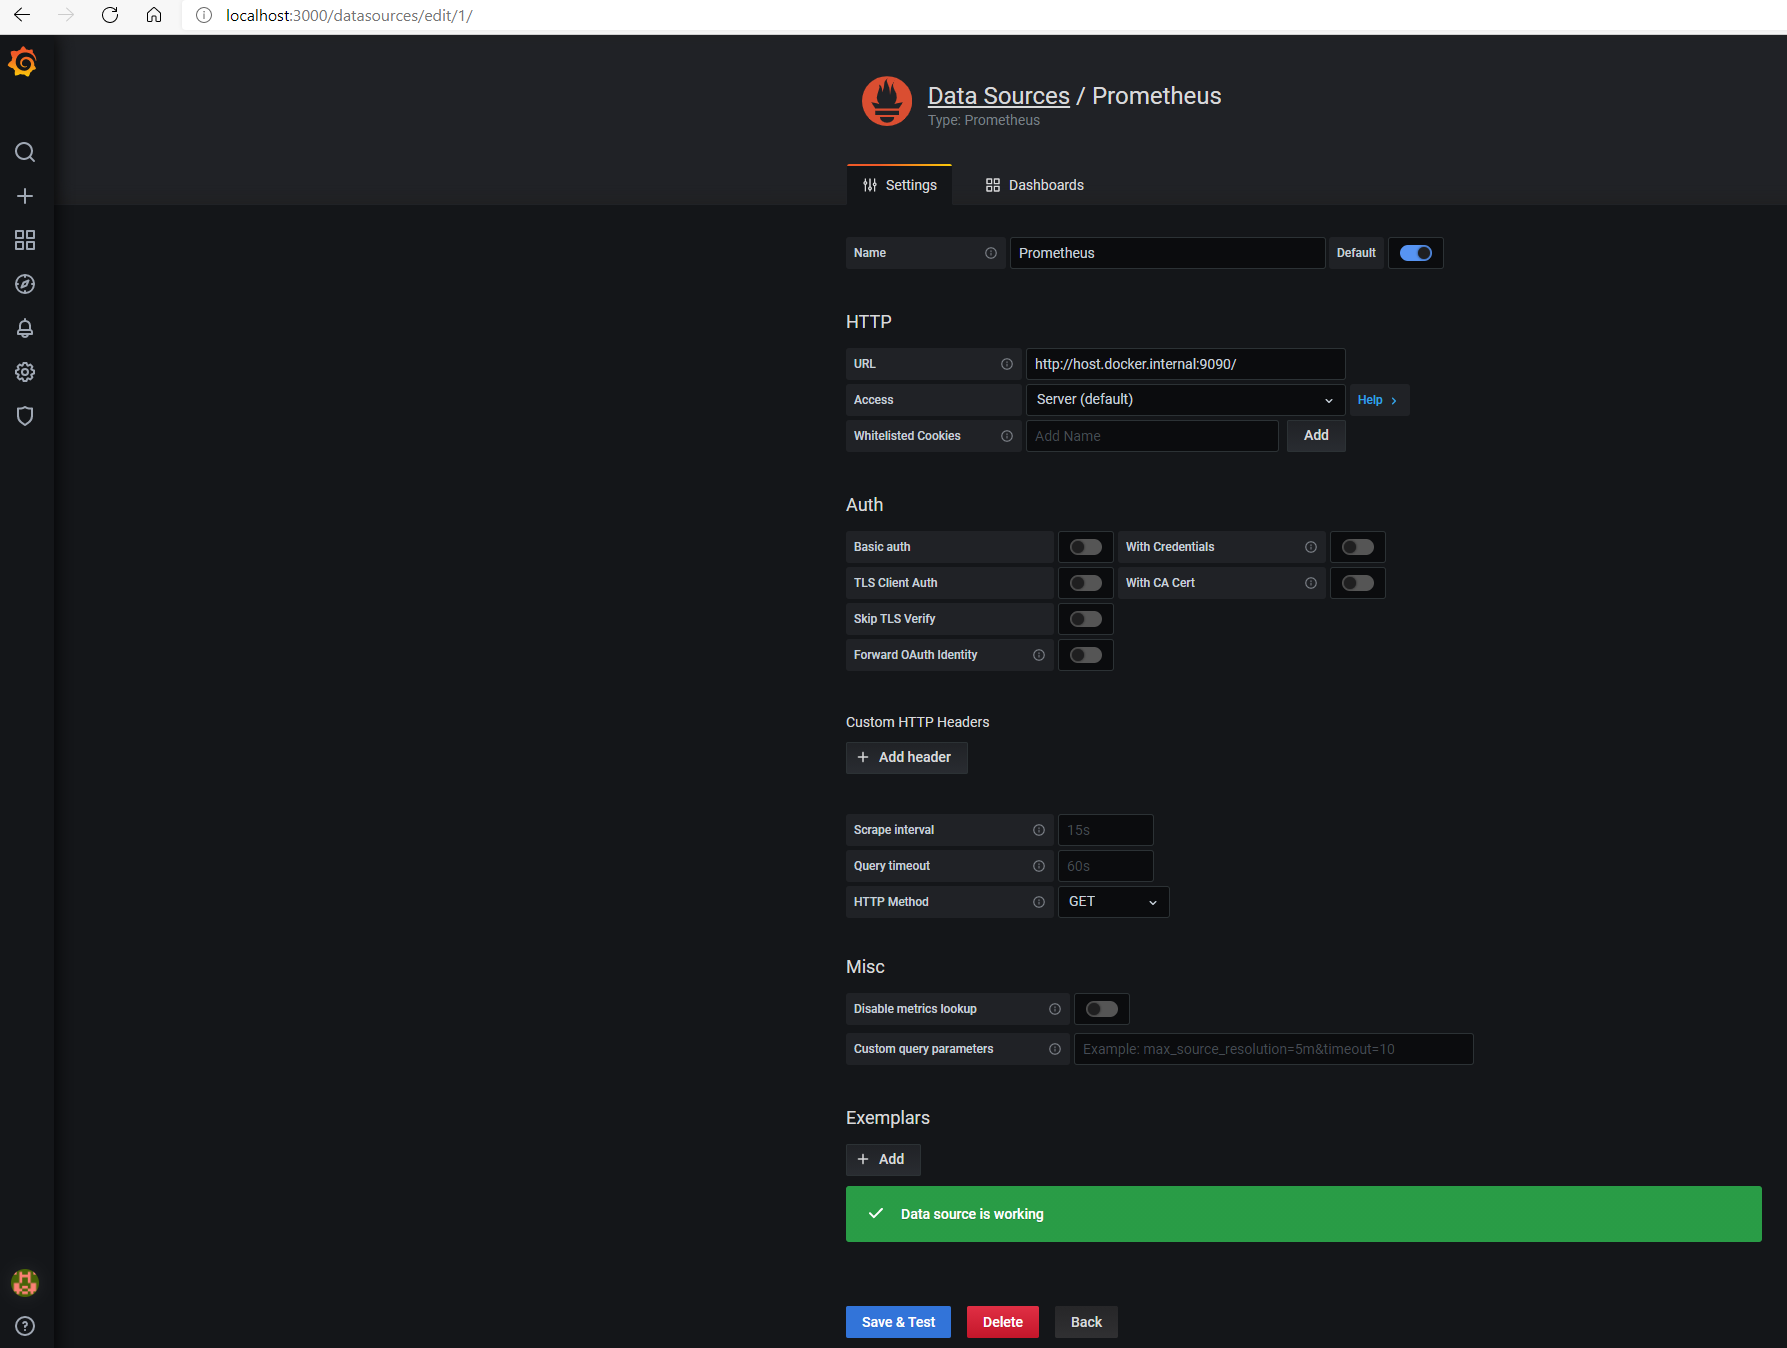 localhost:3000/datasources/edit/1/
Data Sources / Prometheus
Type: Prometheus
Settings
Dashboards
Name
Prometheus
Default
HTTP
URL
http://host.docker.internal:9090/
Access
Server (default)
Help
Whitelisted Cookies
Add Name
Add
Auth
Basic auth
With Credentials
TLS Client Auth
With CA Cert
Skip TLS Verify
Forward OAuth Identity
Custom HTTP Headers
Add header
Scrape interval
15s
Query timeout
60s
HTTP Method
GET
Misc
Disable metrics lookup
Custom query parameters
Example: max_source_resolution=5m&timeout=10
Exemplars
Add
Data source is working
Save & Test
Delete
Back